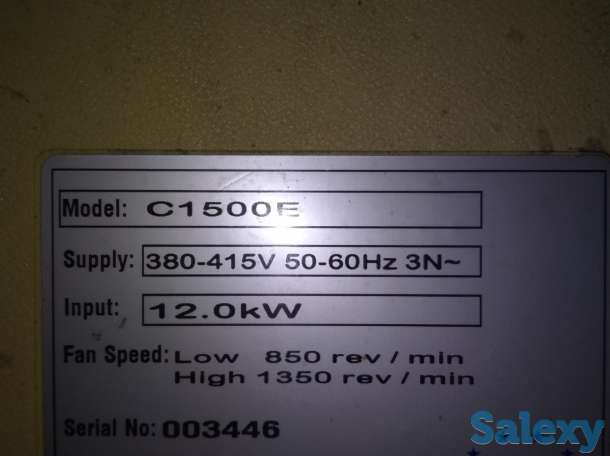 Model: C1500E
Supply: 380-415V 50-60Hz 3N~
Input: 12.0kW
Fan Speed: Low 850 rev / min
High 1350 rev / min
Serial No: 003446
Salexy